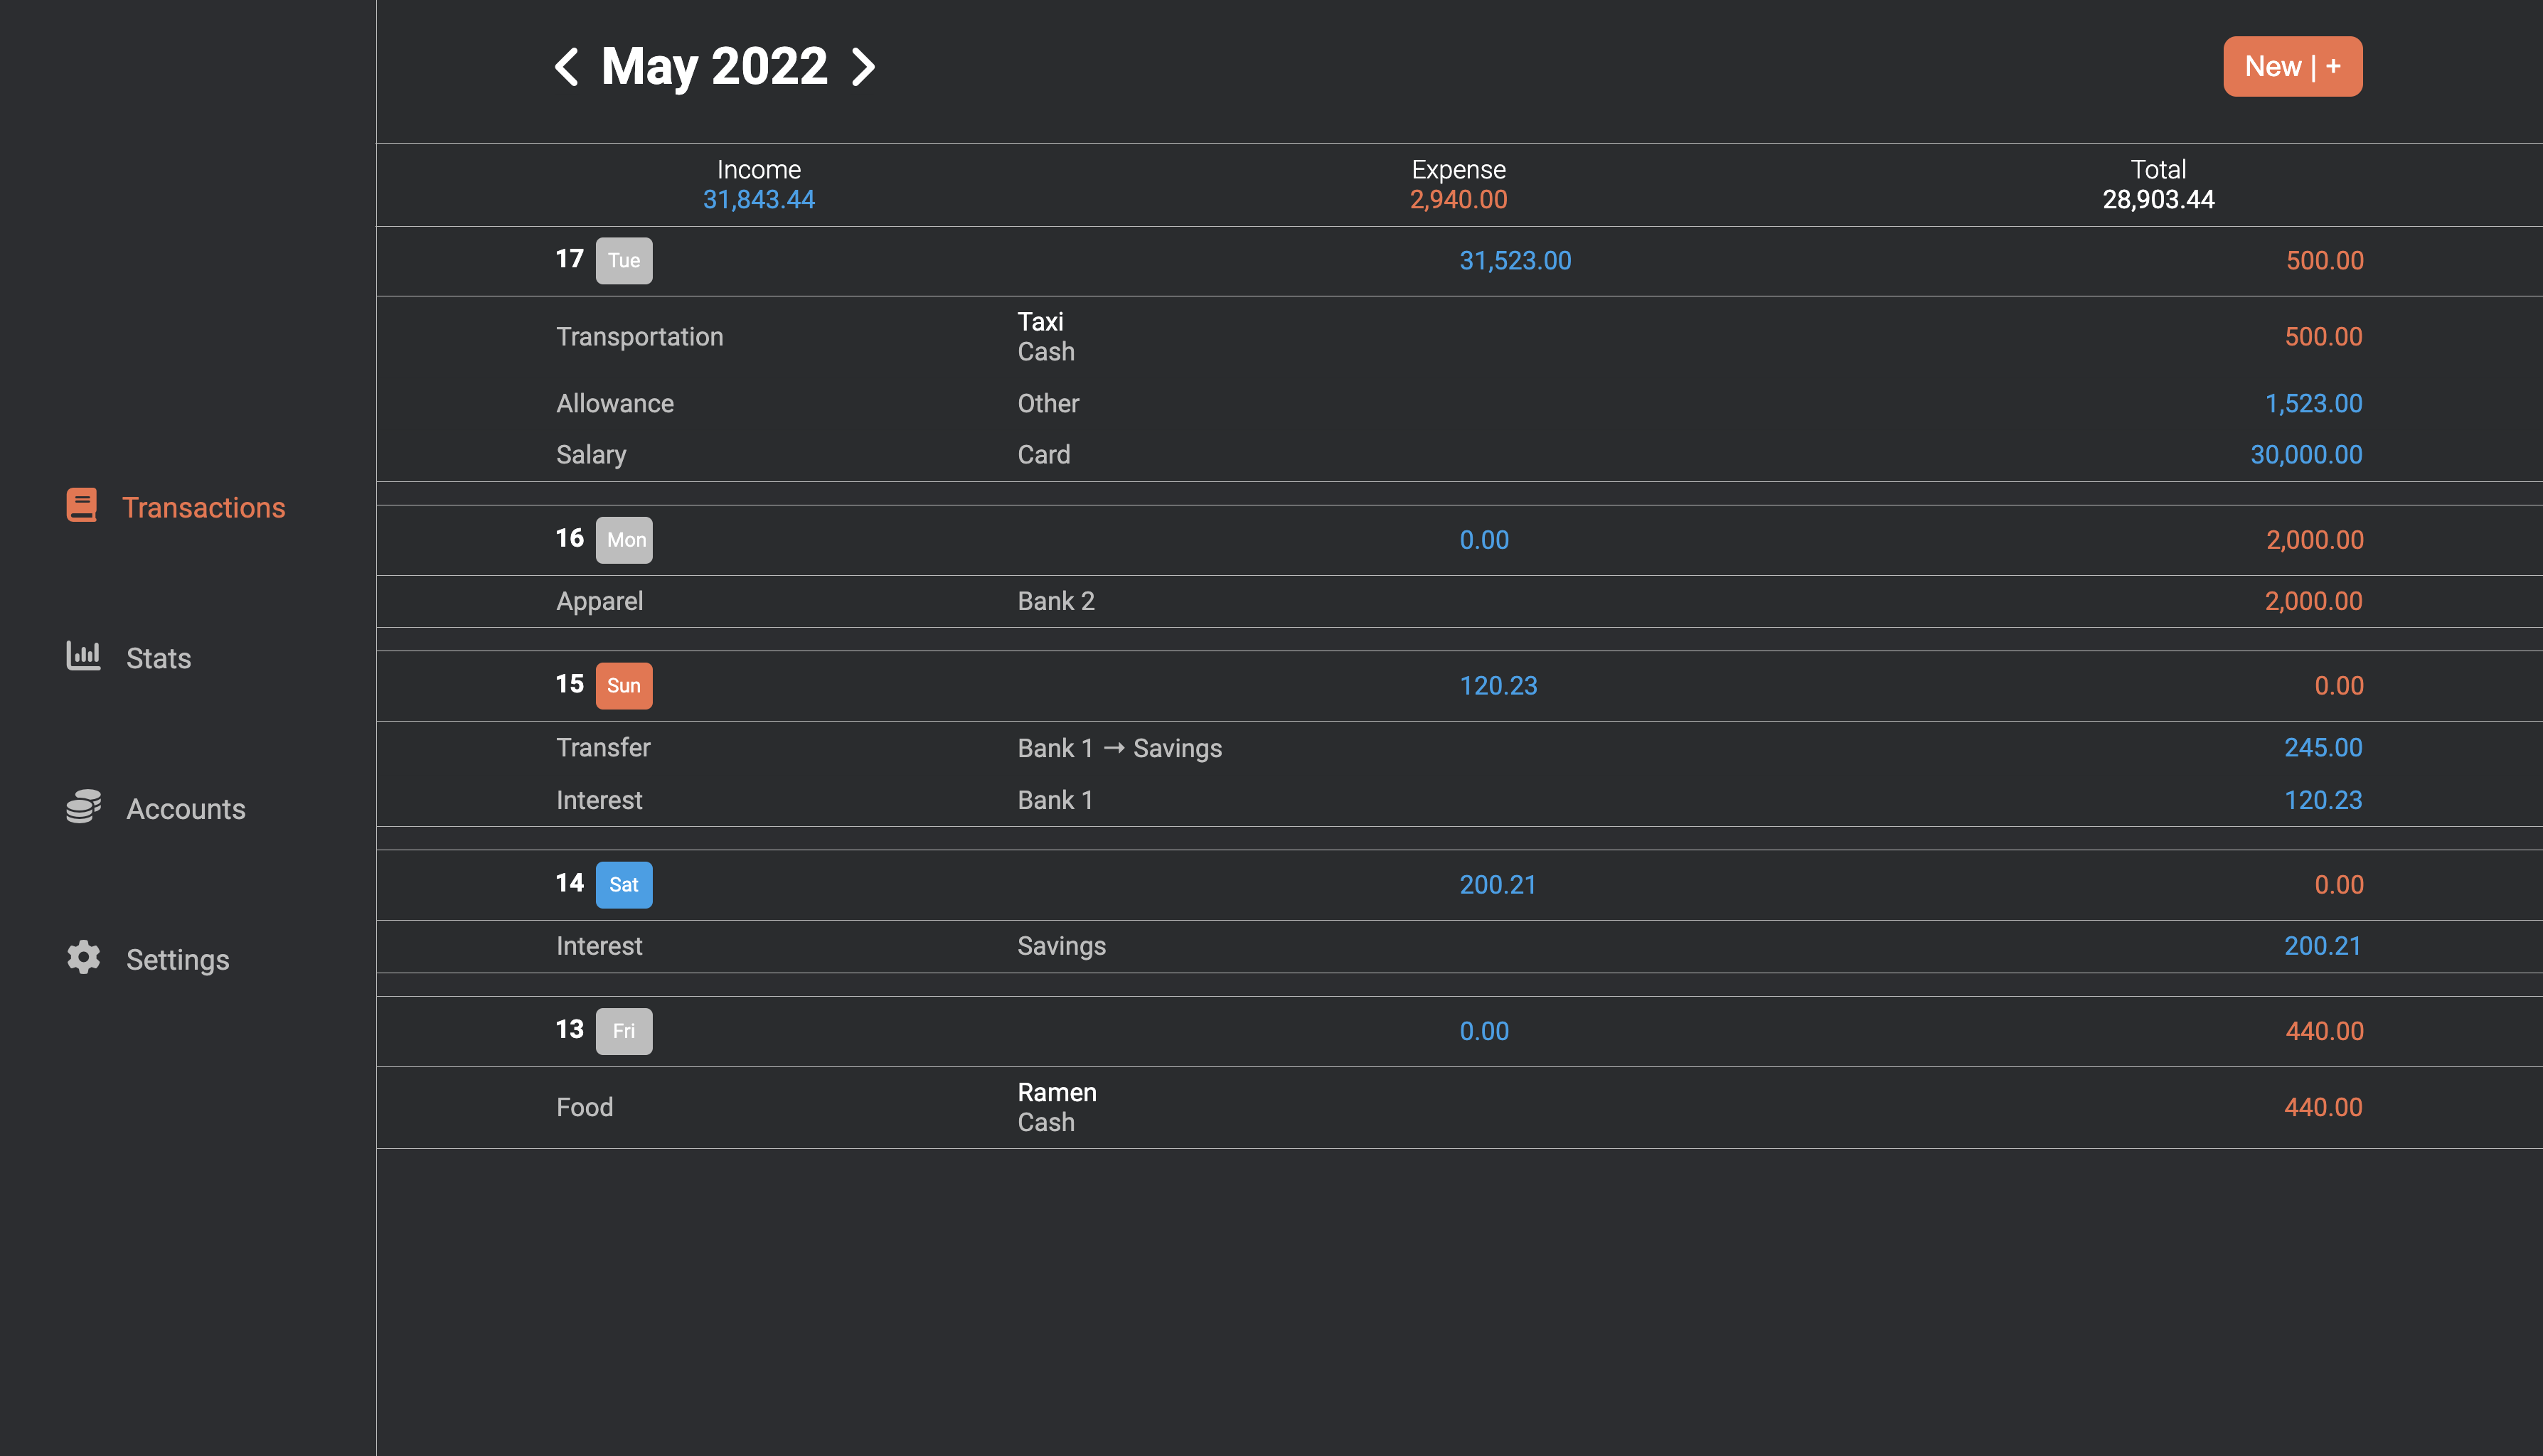 May 2022
New | +
Income Expense Total
31,843.44 2,940.00 28,903.44
17 Tue 31,523.00 500.00
Transportation Taxi 500.00
Cash
Allowance Other 1,523.00
Salary Card 30,000.00
16 Mon 0.00 2,000.00
Apparel Bank 2 2,000.00
15 Sun 120.23 0.00
Transfer Bank 1 → Savings 245.00
Interest Bank 1 120.23
14 Sat 200.21 0.00
Interest Savings 200.21
13 Fri 0.00 440.00
Food Ramen 440.00
Cash
Transactions
Stats
Accounts
Settings